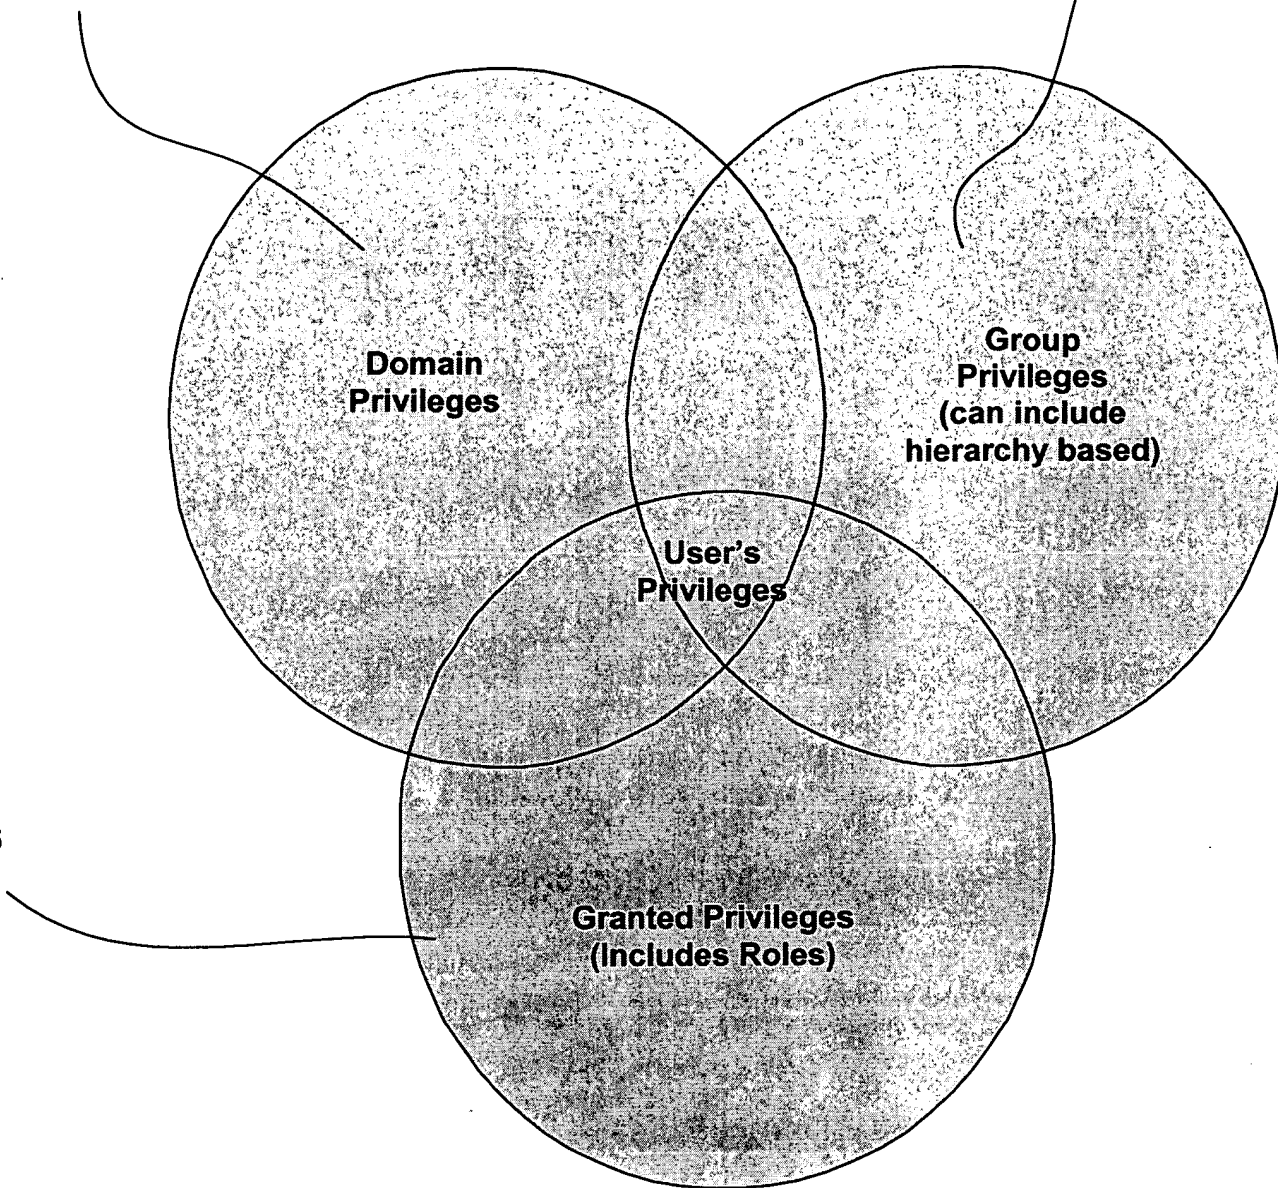 Domain
Privileges
Group
Privileges
(can include
hierarchy based)
User's
Privileges
Granted Privileges
(Includes Roles)